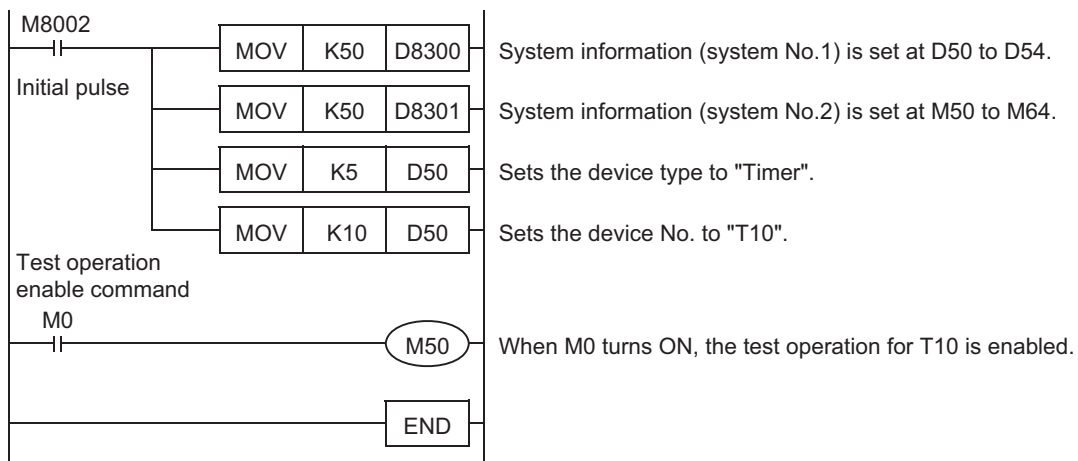 M8002
MOV K50 D8300 System information (system No.1) is set at D50 to D54.
Initial pulse
MOV K50 D8301 System information (system No.2) is set at M50 to M64.
MOV K5 D50 Sets the device type to "Timer".
MOV K10 D50 Sets the device No. to "T10".
Test operation
enable command
M0
M50 When M0 turns ON, the test operation for T10 is enabled.
END